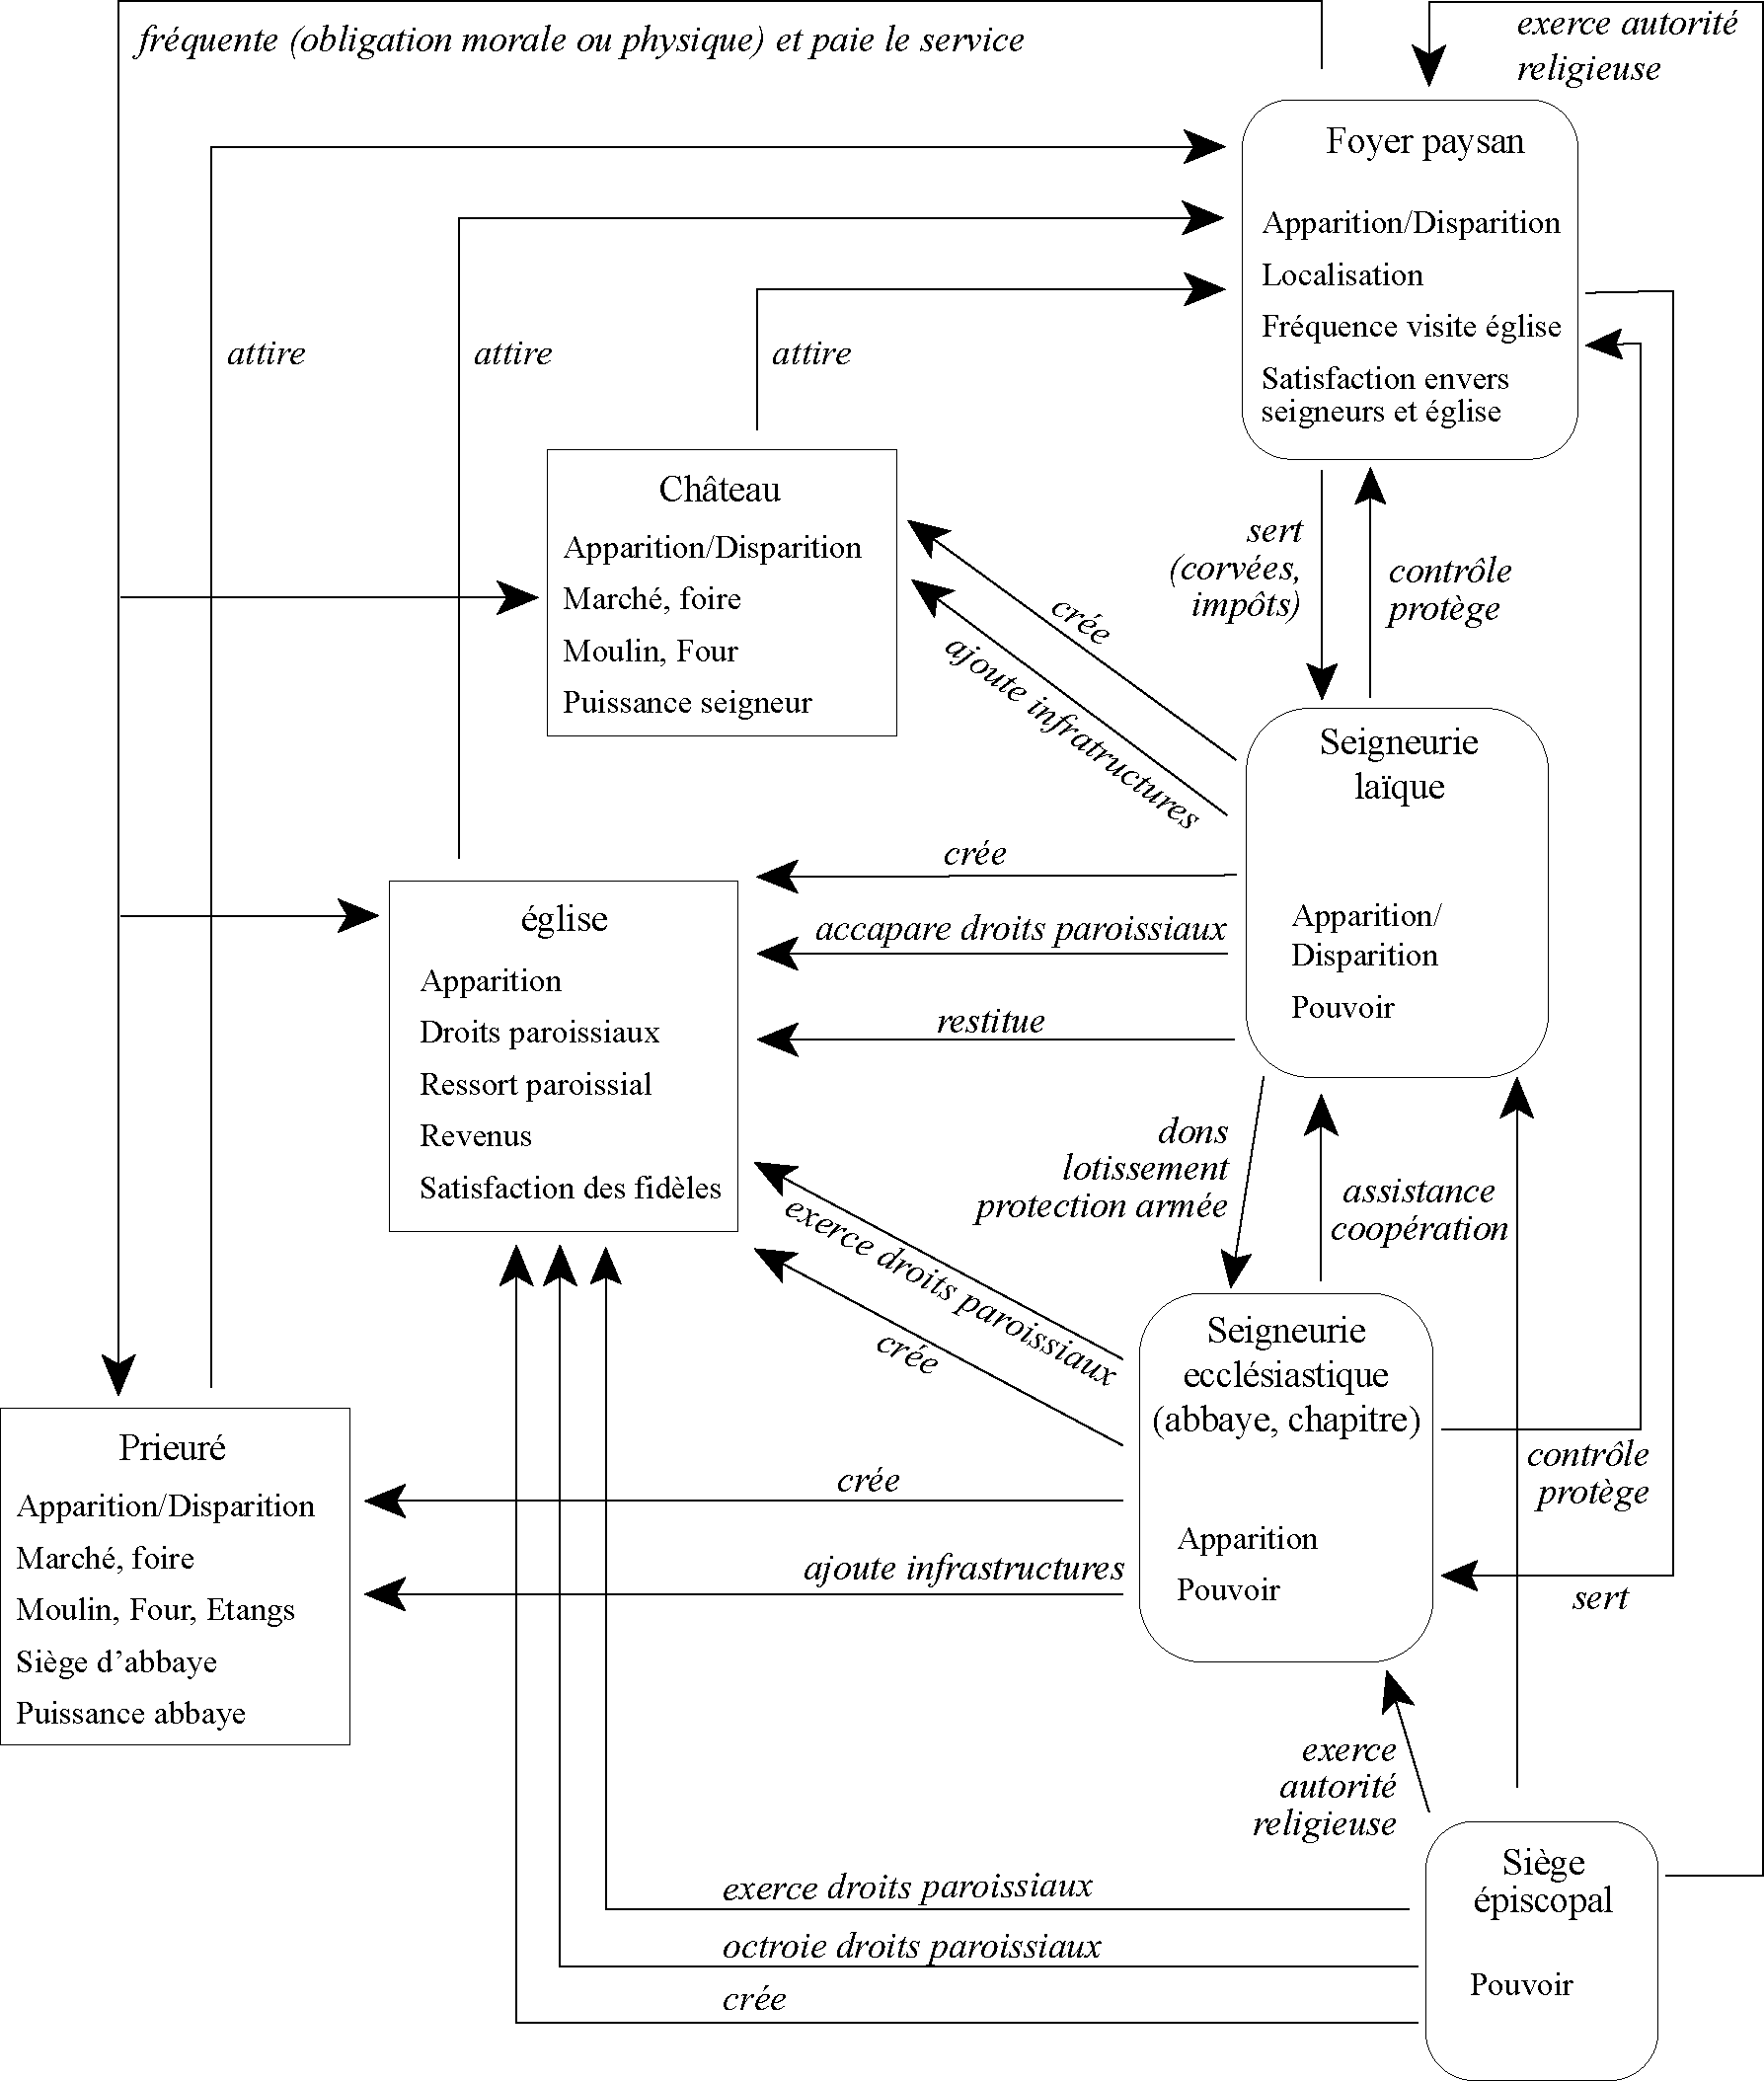 fréquente (obligation morale ou physique) et paie le service
exerce autorité
religieuse
Foyer paysan
Apparition/Disparition
Localisation
Fréquence visite église
Satisfaction envers
seigneurs et église
attire
attire
attire
Château
Apparition/Disparition
Marché, foire
Moulin, Four
Puissance seigneur
sert
(corvées,
impôts)
contrôle
protège
crée
ajoute infratructures
Seigneurie
laïque
Apparition/
Disparition
Pouvoir
crée
accapare droits paroissiaux
restitue
église
Apparition
Droits paroissiaux
Ressort paroissial
Revenus
Satisfaction des fidèles
dons
lotissement
protection armée
assistance
coopération
exerce droits paroissiaux
crée
Seigneurie
ecclésiastique
(abbaye, chapitre)
Apparition
Pouvoir
contrôle
protège
sert
Prieuré
Apparition/Disparition
Marché, foire
Moulin, Four, Etangs
Siège d’abbaye
Puissance abbaye
crée
ajoute infrastructures
exerce
autorité
religieuse
Siège
épiscopal
Pouvoir
exerce droits paroissiaux
octroie droits paroissiaux
crée